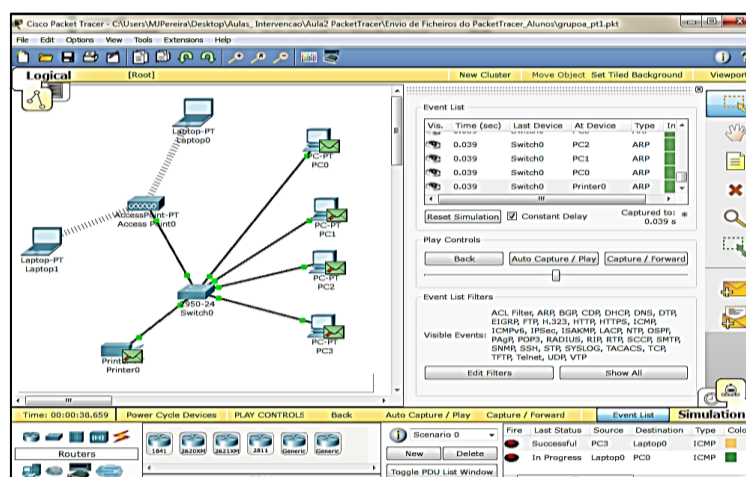 Cisco Packet Tracer - C:\Users\MJPereira\Desktop\Aulas_Intervencao\Aula2 PacketTracer\Envio de Ficheiros do PacketTracer_Alunos\grupoa_pt1.pkt
File Edit Options View Tools Extensions Help
Logical [Root] New Cluster Move Object Set Tiled Background Viewport
Laptop-PT
Laptop0
AccessPoint-PT
Access Point0
Laptop-PT
Laptop1
PC-PT
PC0
PC-PT
PC1
PC-PT
PC2
PC-PT
PC3
2950-24
Switch0
Printer0
Event List
Vis. Time (sec) Last Device At Device Type In
0.039 Switch0 PC2 ARP
0.039 Switch0 PC1 ARP
0.039 Switch0 PC0 ARP
0.039 Switch0 Printer0 ARP
Reset Simulation Constant Delay Captured to: *
0.039 s
Play Controls
Back Auto Capture / Play Capture / Forward
Event List Filters
Visible Events: ACL Filter, ARP, BGP, CDP, DHCP, DNS, DTP,
EIGRP, FTP, H.323, HTTP, HTTPS, ICMP,
ICMPv6, IPSec, ISAKMP, LACP, NTP, OSPF,
PAgP, POP3, RADIUS, RIP, RTP, SCCP, SMTP,
SNMP, SSH, STP, SYSLOG, TACACS, TCP,
TFTP, Telnet, UDP, VTP
Edit Filters Show All
Time: 00:00:38.659 Power Cycle Devices PLAY CONTROLS Back Auto Capture / Play Capture / Forward Event List Simulation
Routers
1841 2620XM 2621XM 2811 Generic Generic
Scenario 0
New Delete
Toggle PDU List Window
Fire Last Status Source Destination Type Colo
Successful PC3 Laptop0 ICMP
In Progress Laptop0 PC0 ICMP